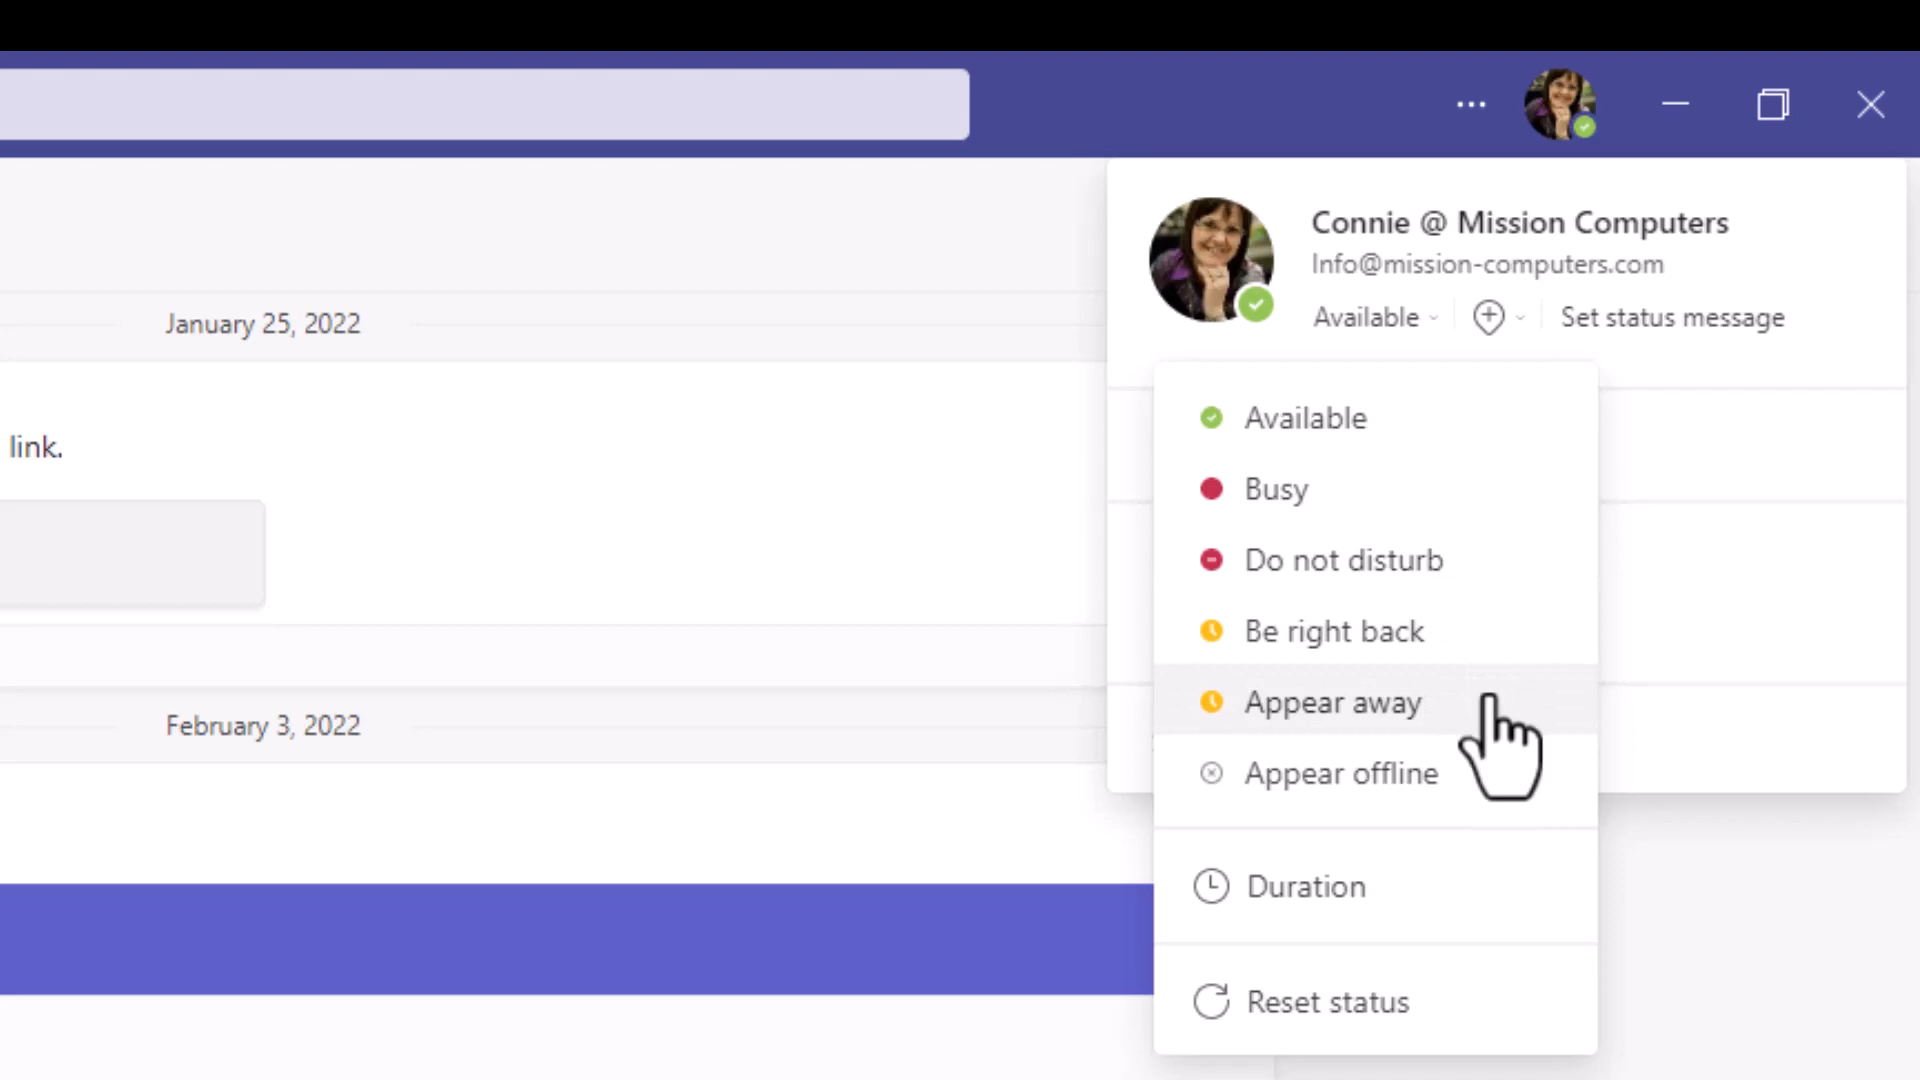 Connie @ Mission Computers
Info@mission-computers.com
Available
Set status message
January 25, 2022
link.
February 3, 2022
Available
Busy
Do not disturb
Be right back
Appear away
Appear offline
Duration
Reset status